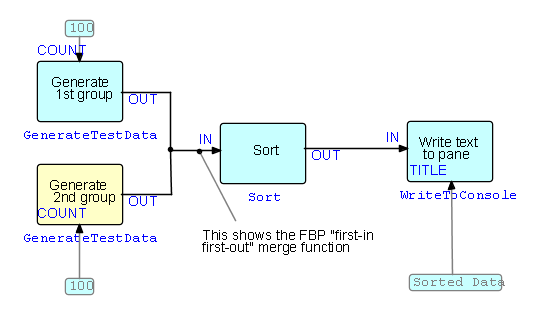 100
COUNT
Generate
1st group
OUT
GenerateTestData
IN
Sort
OUT
Sort
IN
Write text
to pane
TITLE
WriteToConsole
Generate
2nd group
COUNT
OUT
GenerateTestData
This shows the FBP "first-in
first-out" merge function
100
Sorted Data